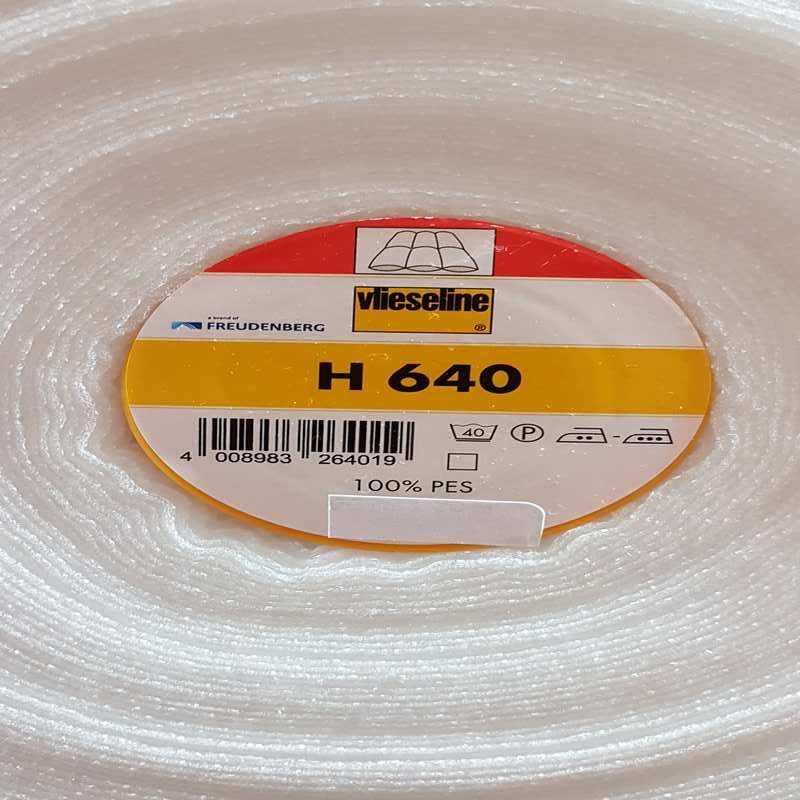 vlieseline
®
a brand of
FREUDENBERG
H 640
4 008983 264019
40 P
100% PES